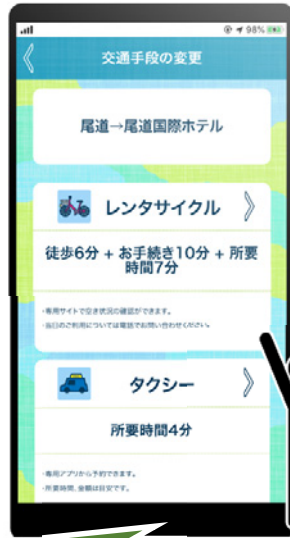 98%
交通手段の変更
尾道→尾道国際ホテル
レンタサイクル
徒歩6分 + お手続き10分 + 所要
時間7分
・専用サイトで空き状況の確認ができます。
・当日のご利用については電話でお問い合わせください。
タクシー
所要時間4分
・専用アプリから予約できます。
・所要時間、金額は目安です。